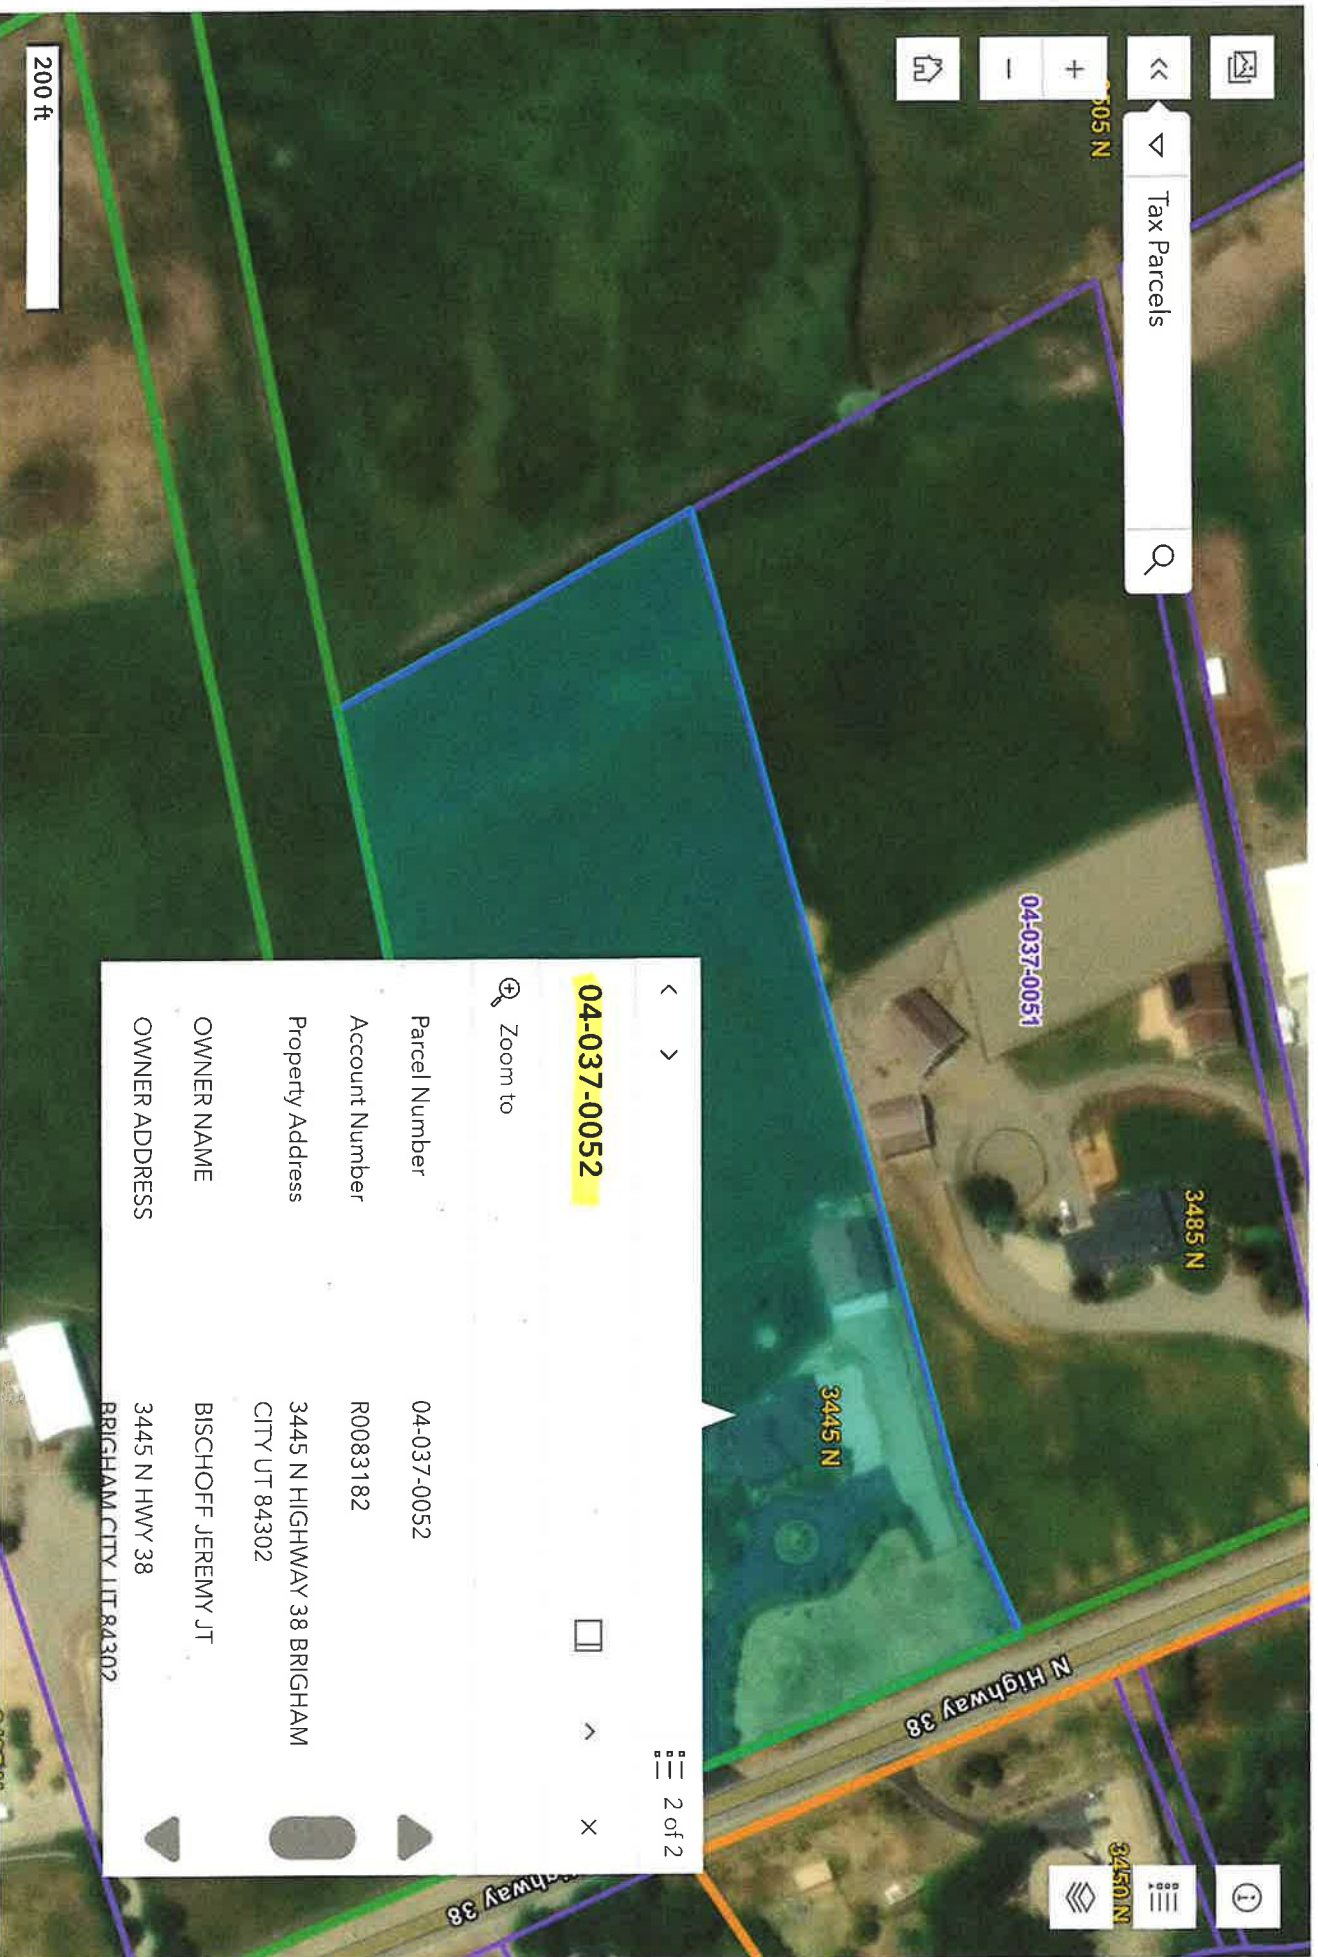 Tax Parcels
3505 N
04-037-0051
3485 N
3445 N
N Highway 38
3450 N
2 of 2
04-037-0052
Zoom to
Parcel Number 04-037-0052
Account Number R0083182
Property Address 3445 N HIGHWAY 38 BRIGHAM
CITY UT 84302
OWNER NAME BISCHOFF JEREMY JT
OWNER ADDRESS 3445 N HWY 38
BRIGHAM CITY UT 84302
Highway 38
200 ft